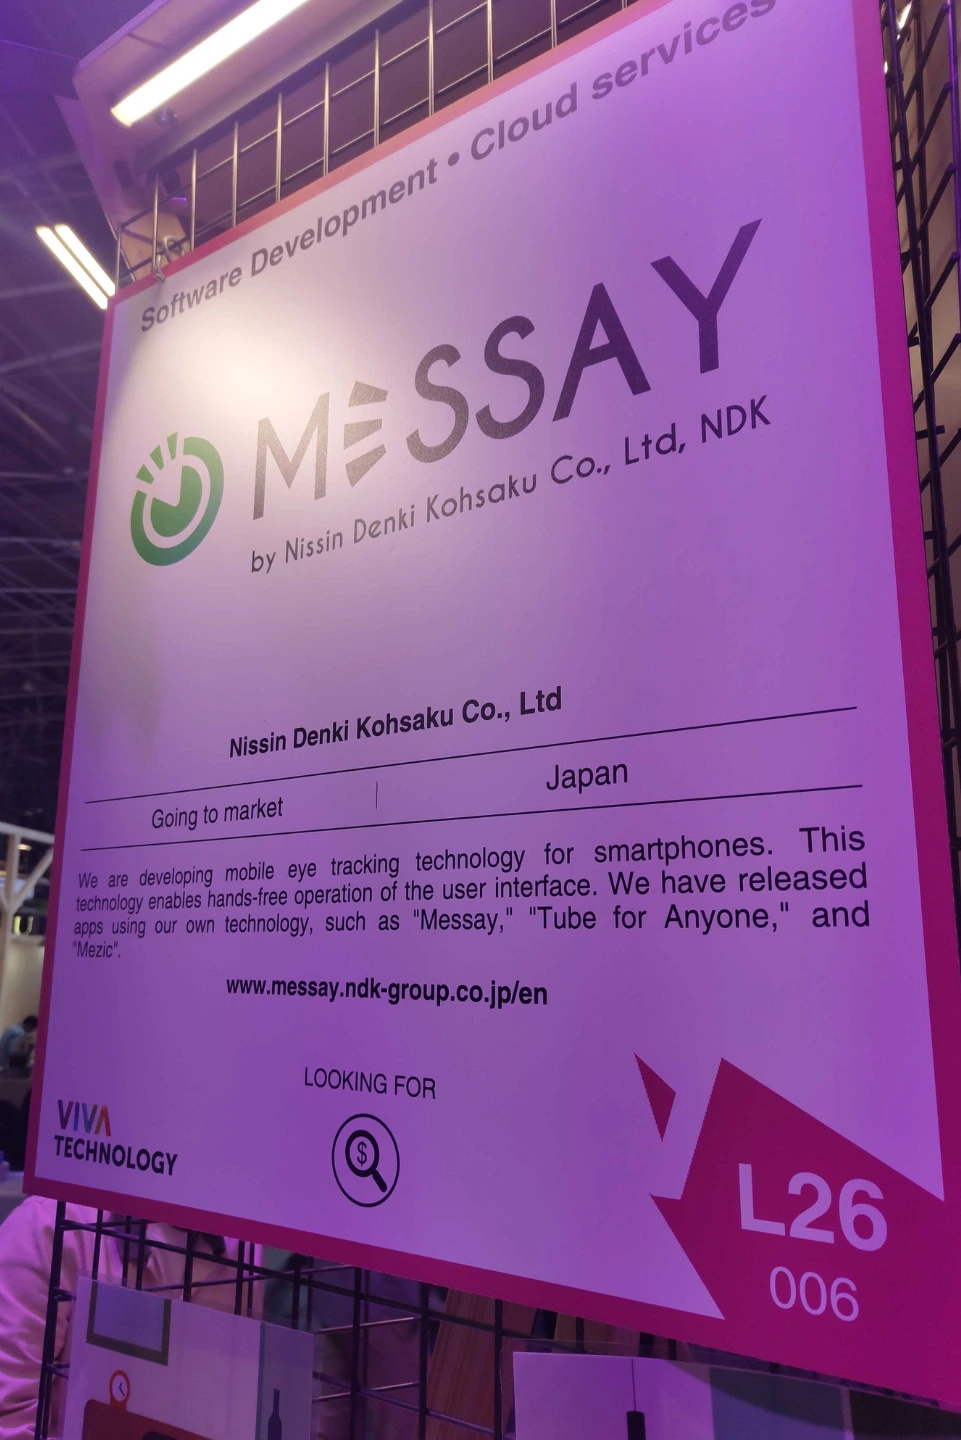 Software Development • Cloud services
MESSAY
by Nissin Denki Kohsaku Co., Ltd, NDK
Nissin Denki Kohsaku Co., Ltd
Going to market
Japan
We are developing mobile eye tracking technology for smartphones. This
technology enables hands-free operation of the user interface. We have released
apps using our own technology, such as "Messay," "Tube for Anyone," and
"Mezic".
www.messay.ndk-group.co.jp/en
LOOKING FOR
$
VIVA
TECHNOLOGY
L26
006